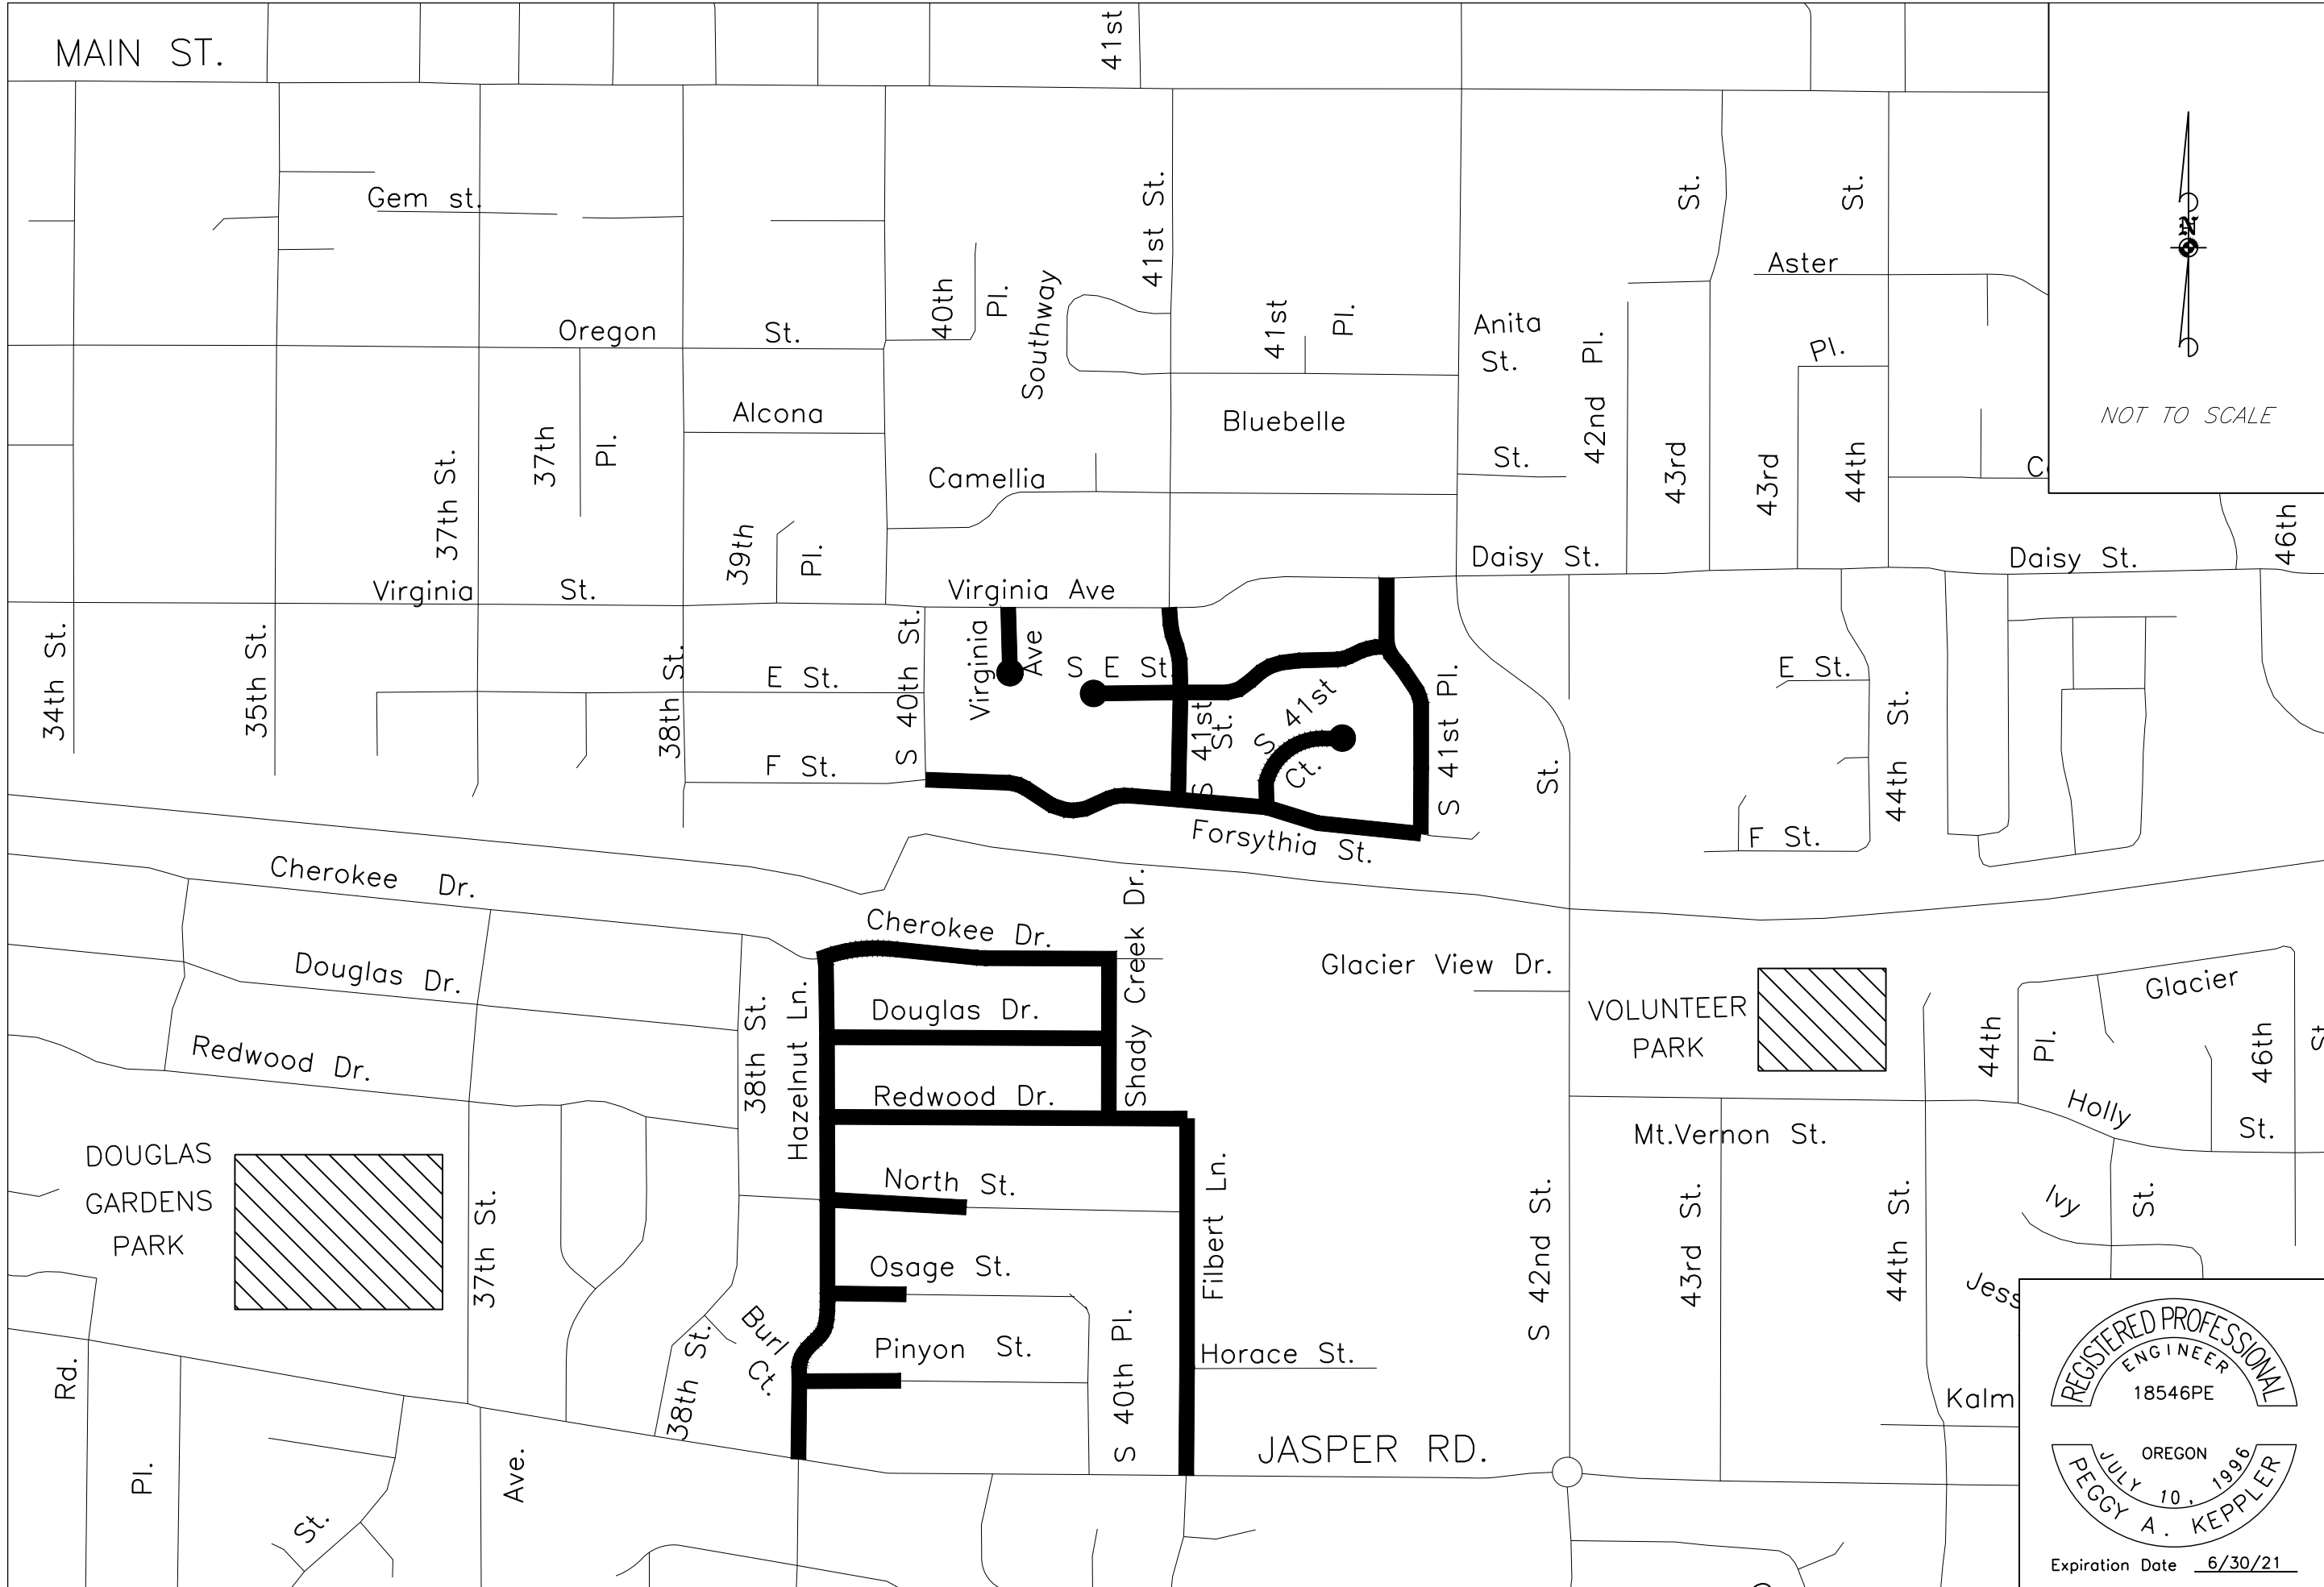 MAIN ST.
41st
Gem st.
41st St.
St.
St.
Aster
NOT TO SCALE
40th
Pl.
Southway
41st
Pl.
Oregon St.
Anita
St.
42nd Pl.
Pl.
Alcona
Bluebelle
37th St.
37th
Pl.
Camellia
St.
43rd
43rd
44th
39th
Pl.
Daisy St.
Daisy St.
46th
Virginia St.
Virginia Ave
34th St.
35th St.
38th St.
E St.
S 40th St.
Virginia
Ave
S E St.
S 41st
St.
S 41st
Ct.
S 41st Pl.
E St.
44th St.
F St.
St.
F St.
Forsythia St.
Cherokee Dr.
Cherokee Dr.
Shady Creek Dr.
Douglas Dr.
Glacier View Dr.
Glacier
Hazelnut Ln.
38th St.
Douglas Dr.
VOLUNTEER
PARK
44th
Pl.
46th
St
Redwood Dr.
Redwood Dr.
Holly
St.
Mt.Vernon St.
DOUGLAS
GARDENS
PARK
37th St.
North St.
Filbert Ln.
S 42nd St.
43rd St.
44th St.
Ivy
St.
Osage St.
Jess
Burl
Ct.
38th St.
Pinyon St.
S 40th Pl.
Horace St.
Rd.
Kalm
JASPER RD.
Pl.
Ave.
St.
REGISTERED PROFESSIONAL
ENGINEER
18546PE
OREGON
JULY 10, 1996
PEGGY A. KEPPLER
Expiration Date 6/30/21